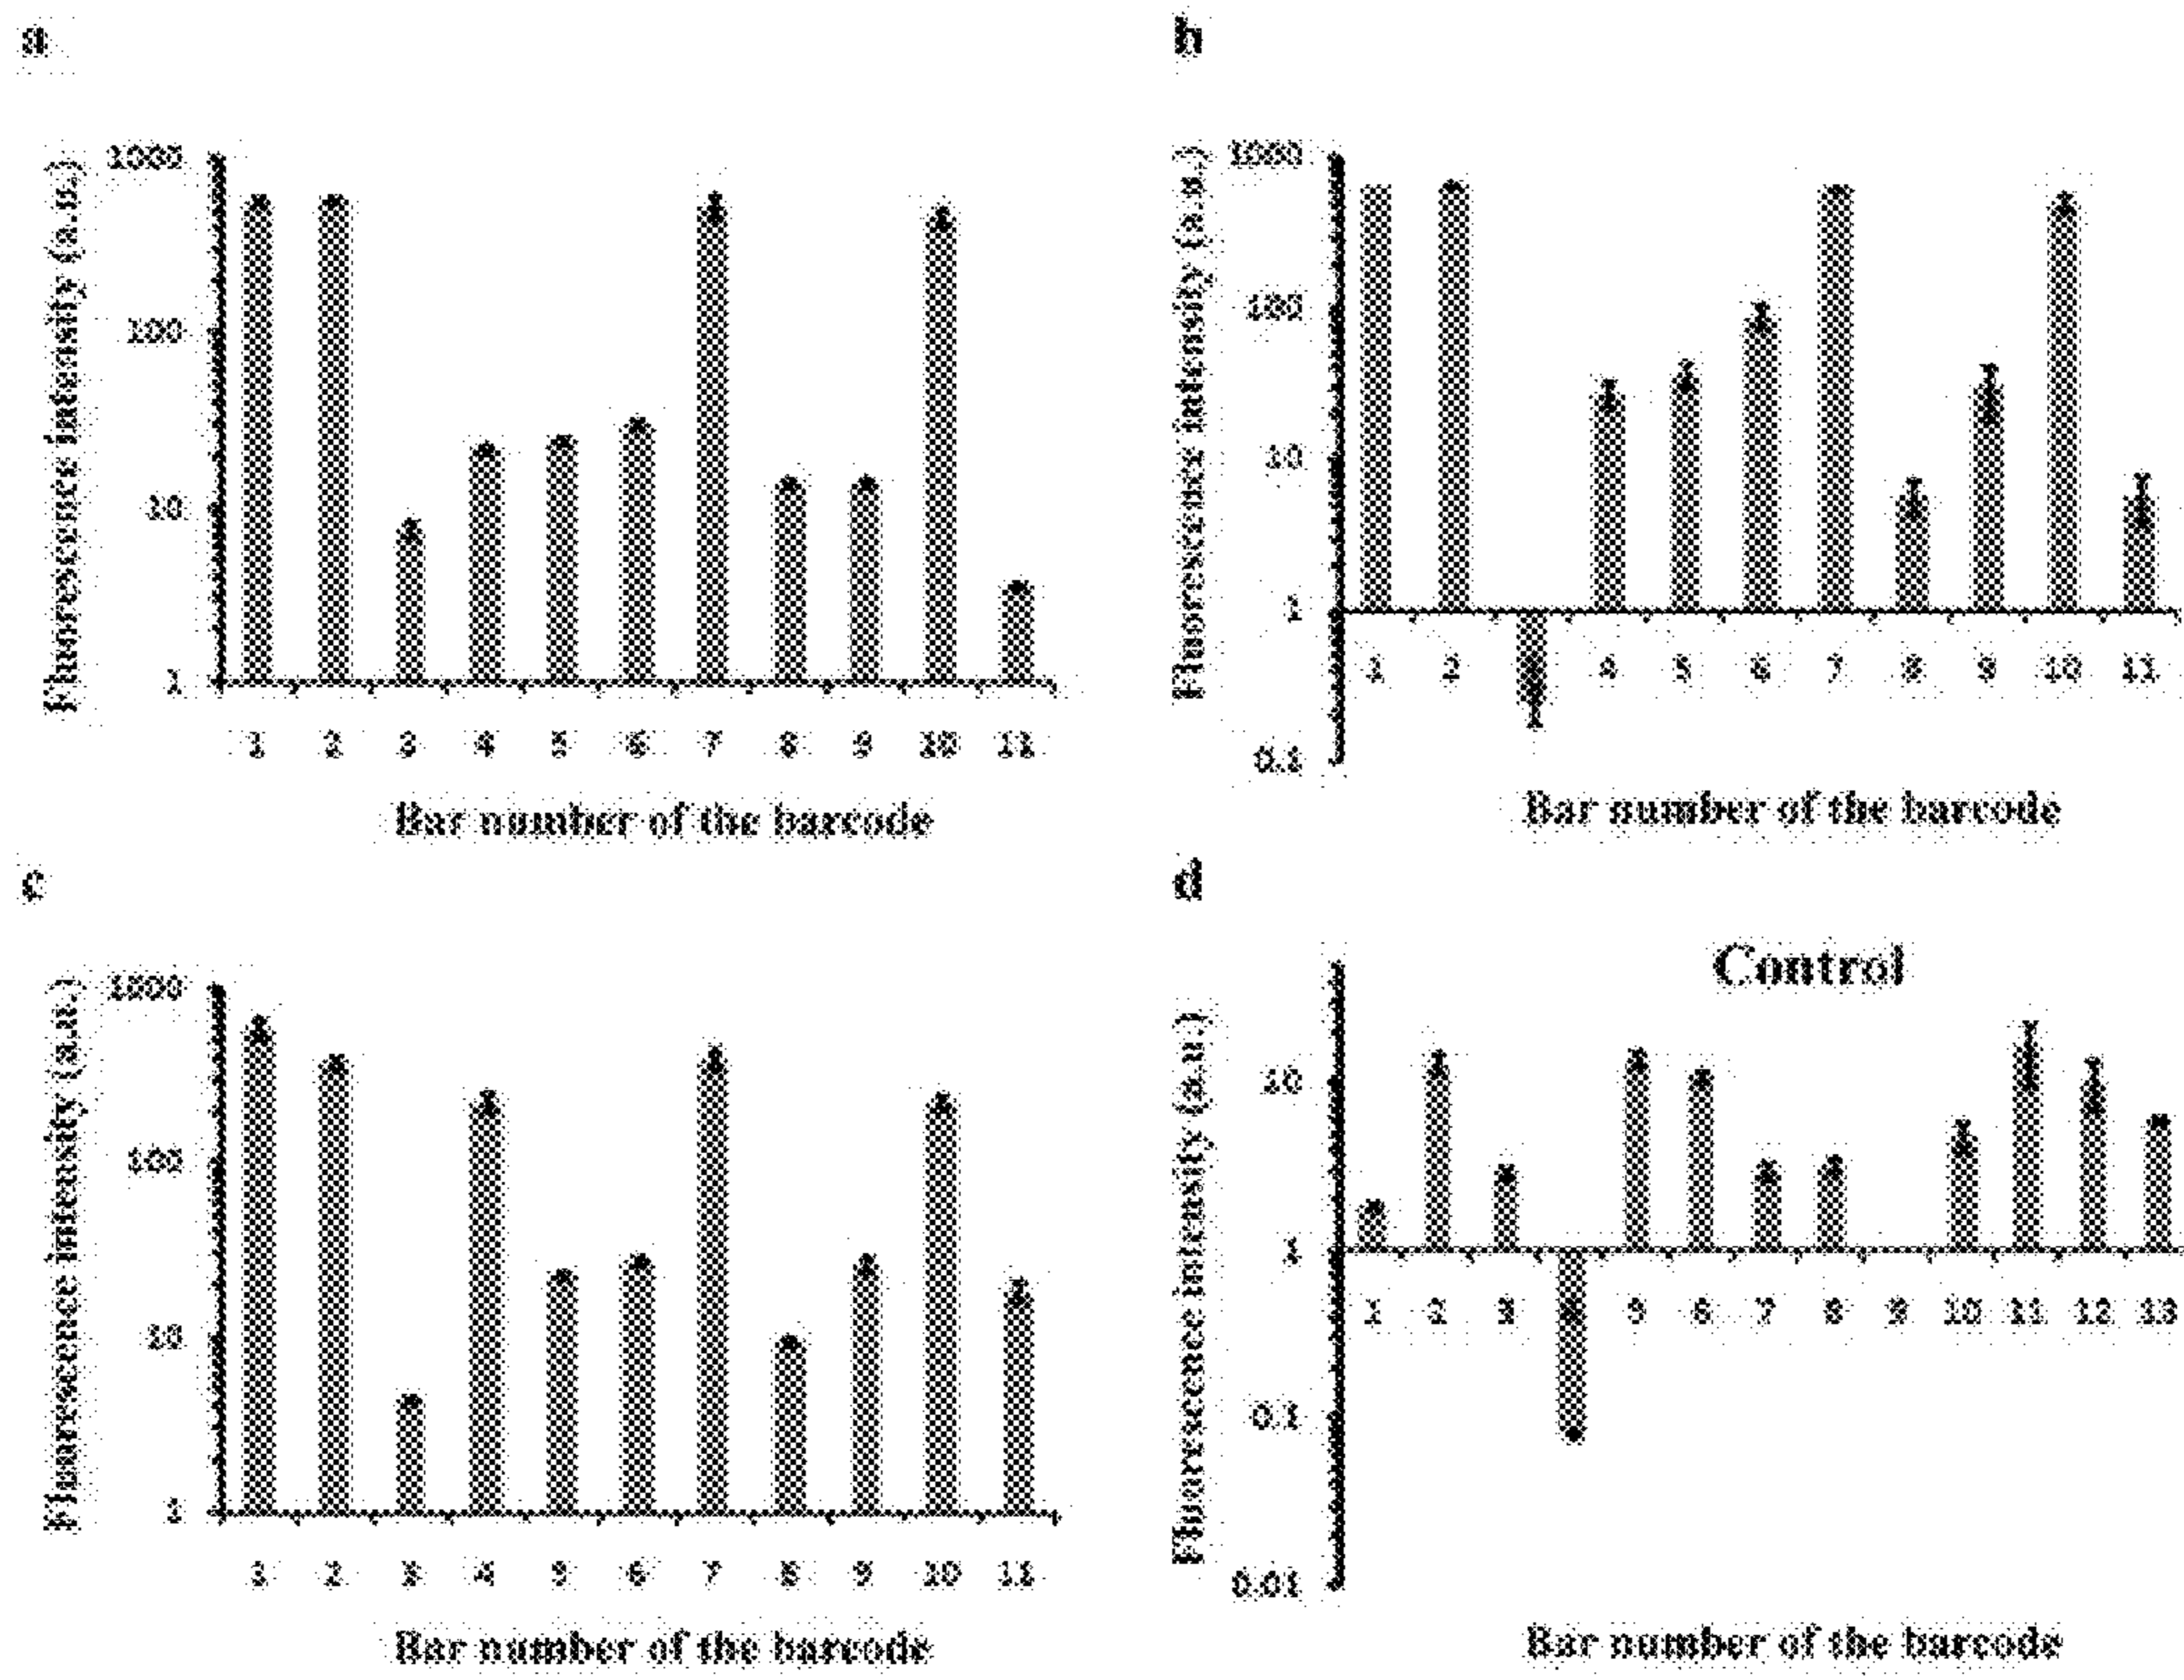 a
Fluorescence intensity (a.u.)
1000
100
10
1
1 2 3 4 5 6 7 8 9 10 11
Bar number of the barcode
b
Fluorescence intensity (a.u.)
1000
100
10
1
0.1
1 2 3 4 5 6 7 8 9 10 11
Bar number of the barcode
c
Fluorescence intensity (a.u.)
1000
100
10
1
1 2 3 4 5 6 7 8 9 10 11
Bar number of the barcode
d
Control
Fluorescence intensity (a.u.)
10
1
0.1
0.01
1 2 3 4 5 6 7 8 9 10 11 12 13
Bar number of the barcode